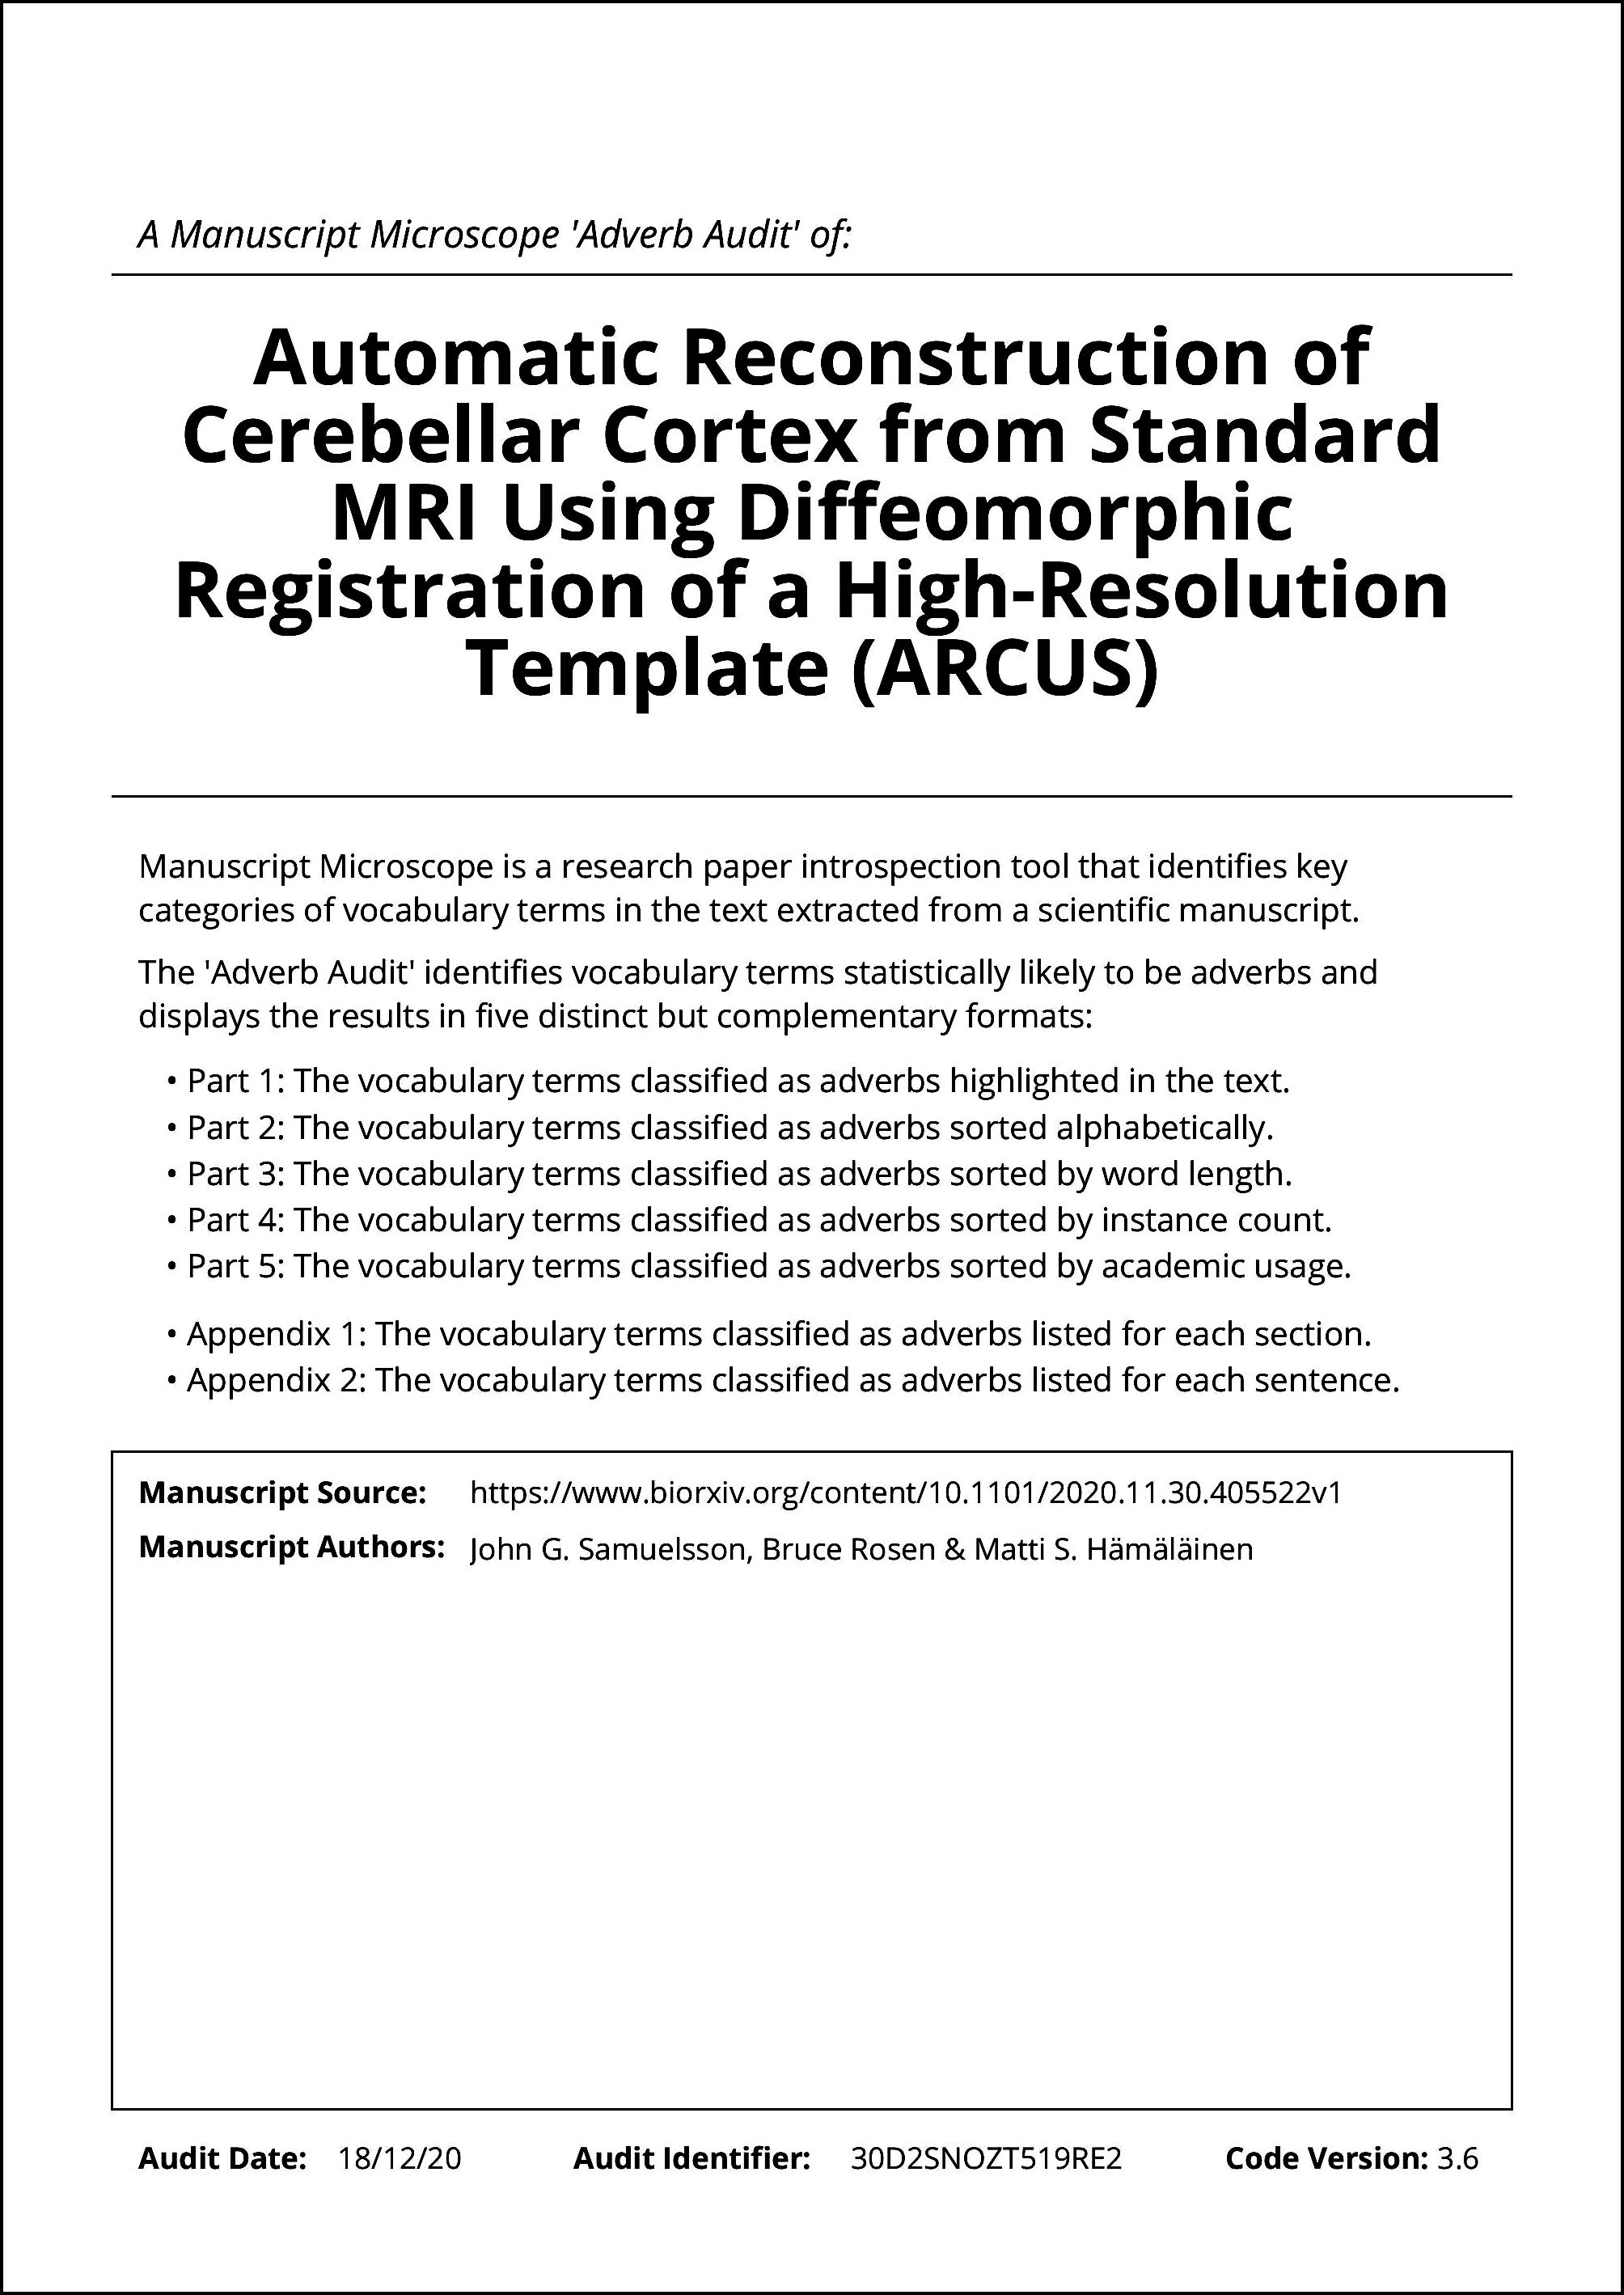 A Manuscript Microscope 'Adverb Audit' of:
Automatic Reconstruction of
Cerebellar Cortex from Standard
MRI Using Diffeomorphic
Registration of a High-Resolution
Template (ARCUS)
Manuscript Microscope is a research paper introspection tool that identifies key
categories of vocabulary terms in the text extracted from a scientific manuscript.
The 'Adverb Audit' identifies vocabulary terms statistically likely to be adverbs and
displays the results in five distinct but complementary formats:
• Part 1: The vocabulary terms classified as adverbs highlighted in the text.
• Part 2: The vocabulary terms classified as adverbs sorted alphabetically.
• Part 3: The vocabulary terms classified as adverbs sorted by word length.
• Part 4: The vocabulary terms classified as adverbs sorted by instance count.
• Part 5: The vocabulary terms classified as adverbs sorted by academic usage.
• Appendix 1: The vocabulary terms classified as adverbs listed for each section.
• Appendix 2: The vocabulary terms classified as adverbs listed for each sentence.
Manuscript Source: https://www.biorxiv.org/content/10.1101/2020.11.30.405522v1
Manuscript Authors: John G. Samuelsson, Bruce Rosen & Matti S. Hämäläinen
Audit Date: 18/12/20 Audit Identifier: 30D2SNOZT519RE2 Code Version: 3.6